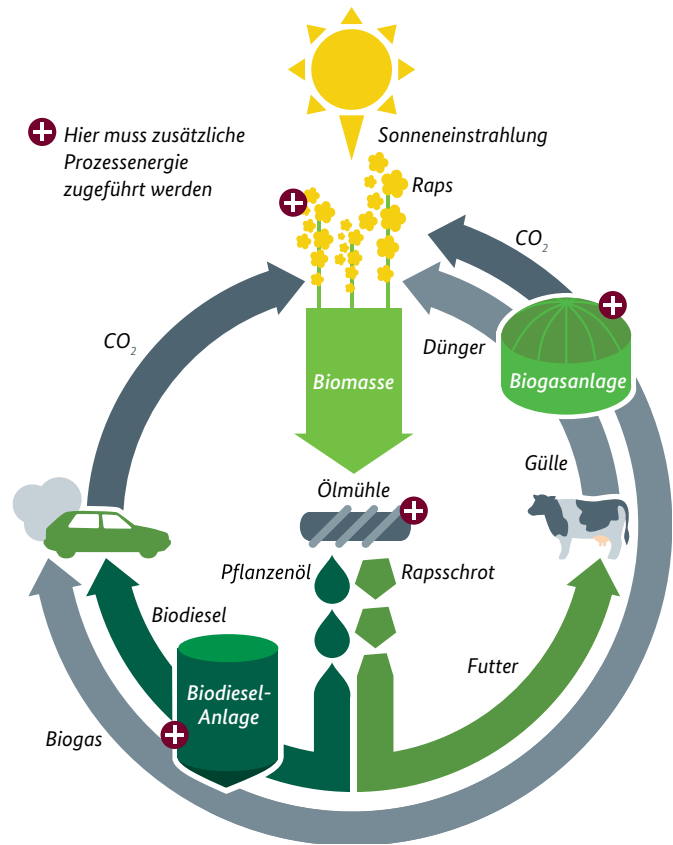 Hier muss zusätzliche
Prozessenergie
zugeführt werden
Sonneneinstrahlung
Raps
CO₂
CO₂
Dünger
Biomasse
Biogasanlage
Gülle
Ölmühle
Pflanzenöl
Rapsschrot
Biodiesel
Futter
Biodiesel-
Anlage
Biogas